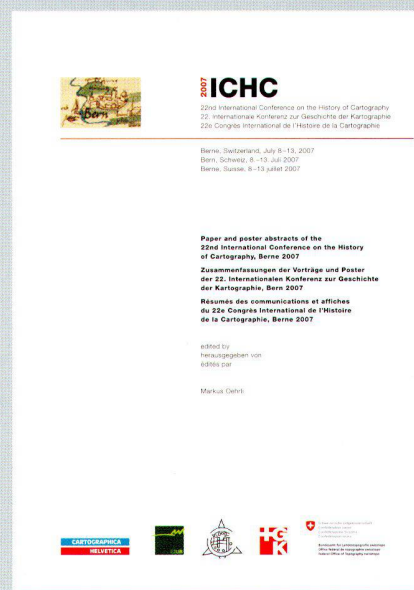 2007 ICHC
22nd International Conference on the History of Cartography
22. Internationale Konferenz zur Geschichte der Kartographie
22e Congrès International de l'Histoire de la Cartographie
Bern
Berne, Switzerland, July 8–13, 2007
Bern, Schweiz, 8.–13. Juli 2007
Berne, Suisse, 8–13 juillet 2007
Paper and poster abstracts of the
22nd International Conference on the History
of Cartography, Berne 2007
Zusammenfassungen der Vorträge und Poster
der 22. Internationalen Konferenz zur Geschichte
der Kartographie, Bern 2007
Résumés des communications et affiches
du 22e Congrès International de l'Histoire
de la Cartographie, Berne 2007
edited by
herausgegeben von
édités par
Markus Oehrli
CARTOGRAPHICA
HELVETICA
+G
K